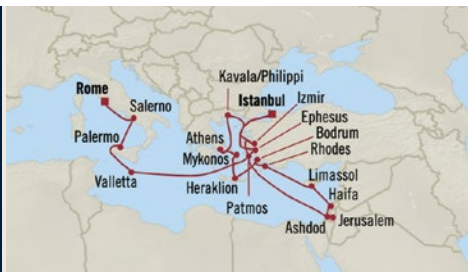 Kavala/Philippi
Rome
Istanbul
Izmir
Salerno
Ephesus
Bodrum
Athens
Rhodes
Palermo
Mykonos
Limassol
Valletta
Heraklion
Haifa
Patmos
Jerusalem
Ashdod